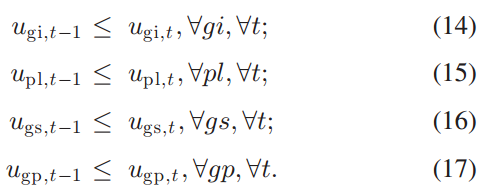 u_{gi,t−1} ≤ u_{gi,t}, ∀gi, ∀t; (14)
u_{pl,t−1} ≤ u_{pl,t}, ∀pl, ∀t; (15)
u_{gs,t−1} ≤ u_{gs,t}, ∀gs, ∀t; (16)
u_{gp,t−1} ≤ u_{gp,t}, ∀gp, ∀t. (17)